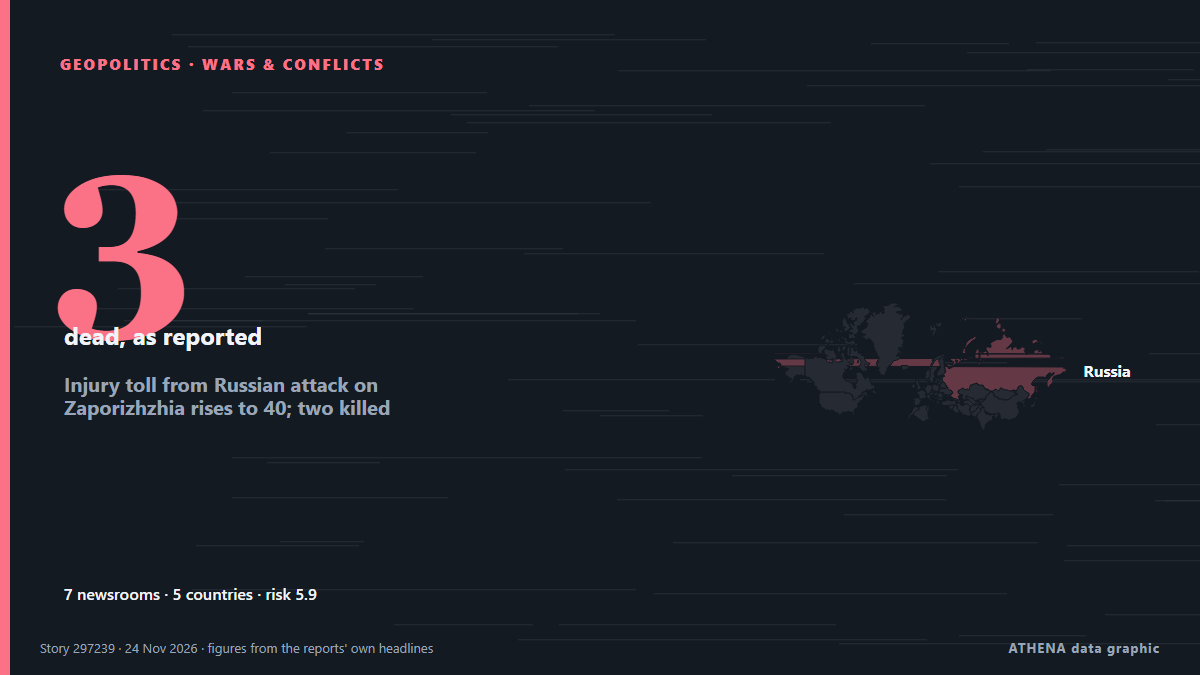 GEOPOLITICS · WARS & CONFLICTS
3
dead, as reported
Injury toll from Russian attack on
Zaporizhzhia rises to 40; two killed
Russia
7 newsrooms · 5 countries · risk 5.9
Story 297239 · 24 Nov 2026 · figures from the reports' own headlines
ATHENA data graphic